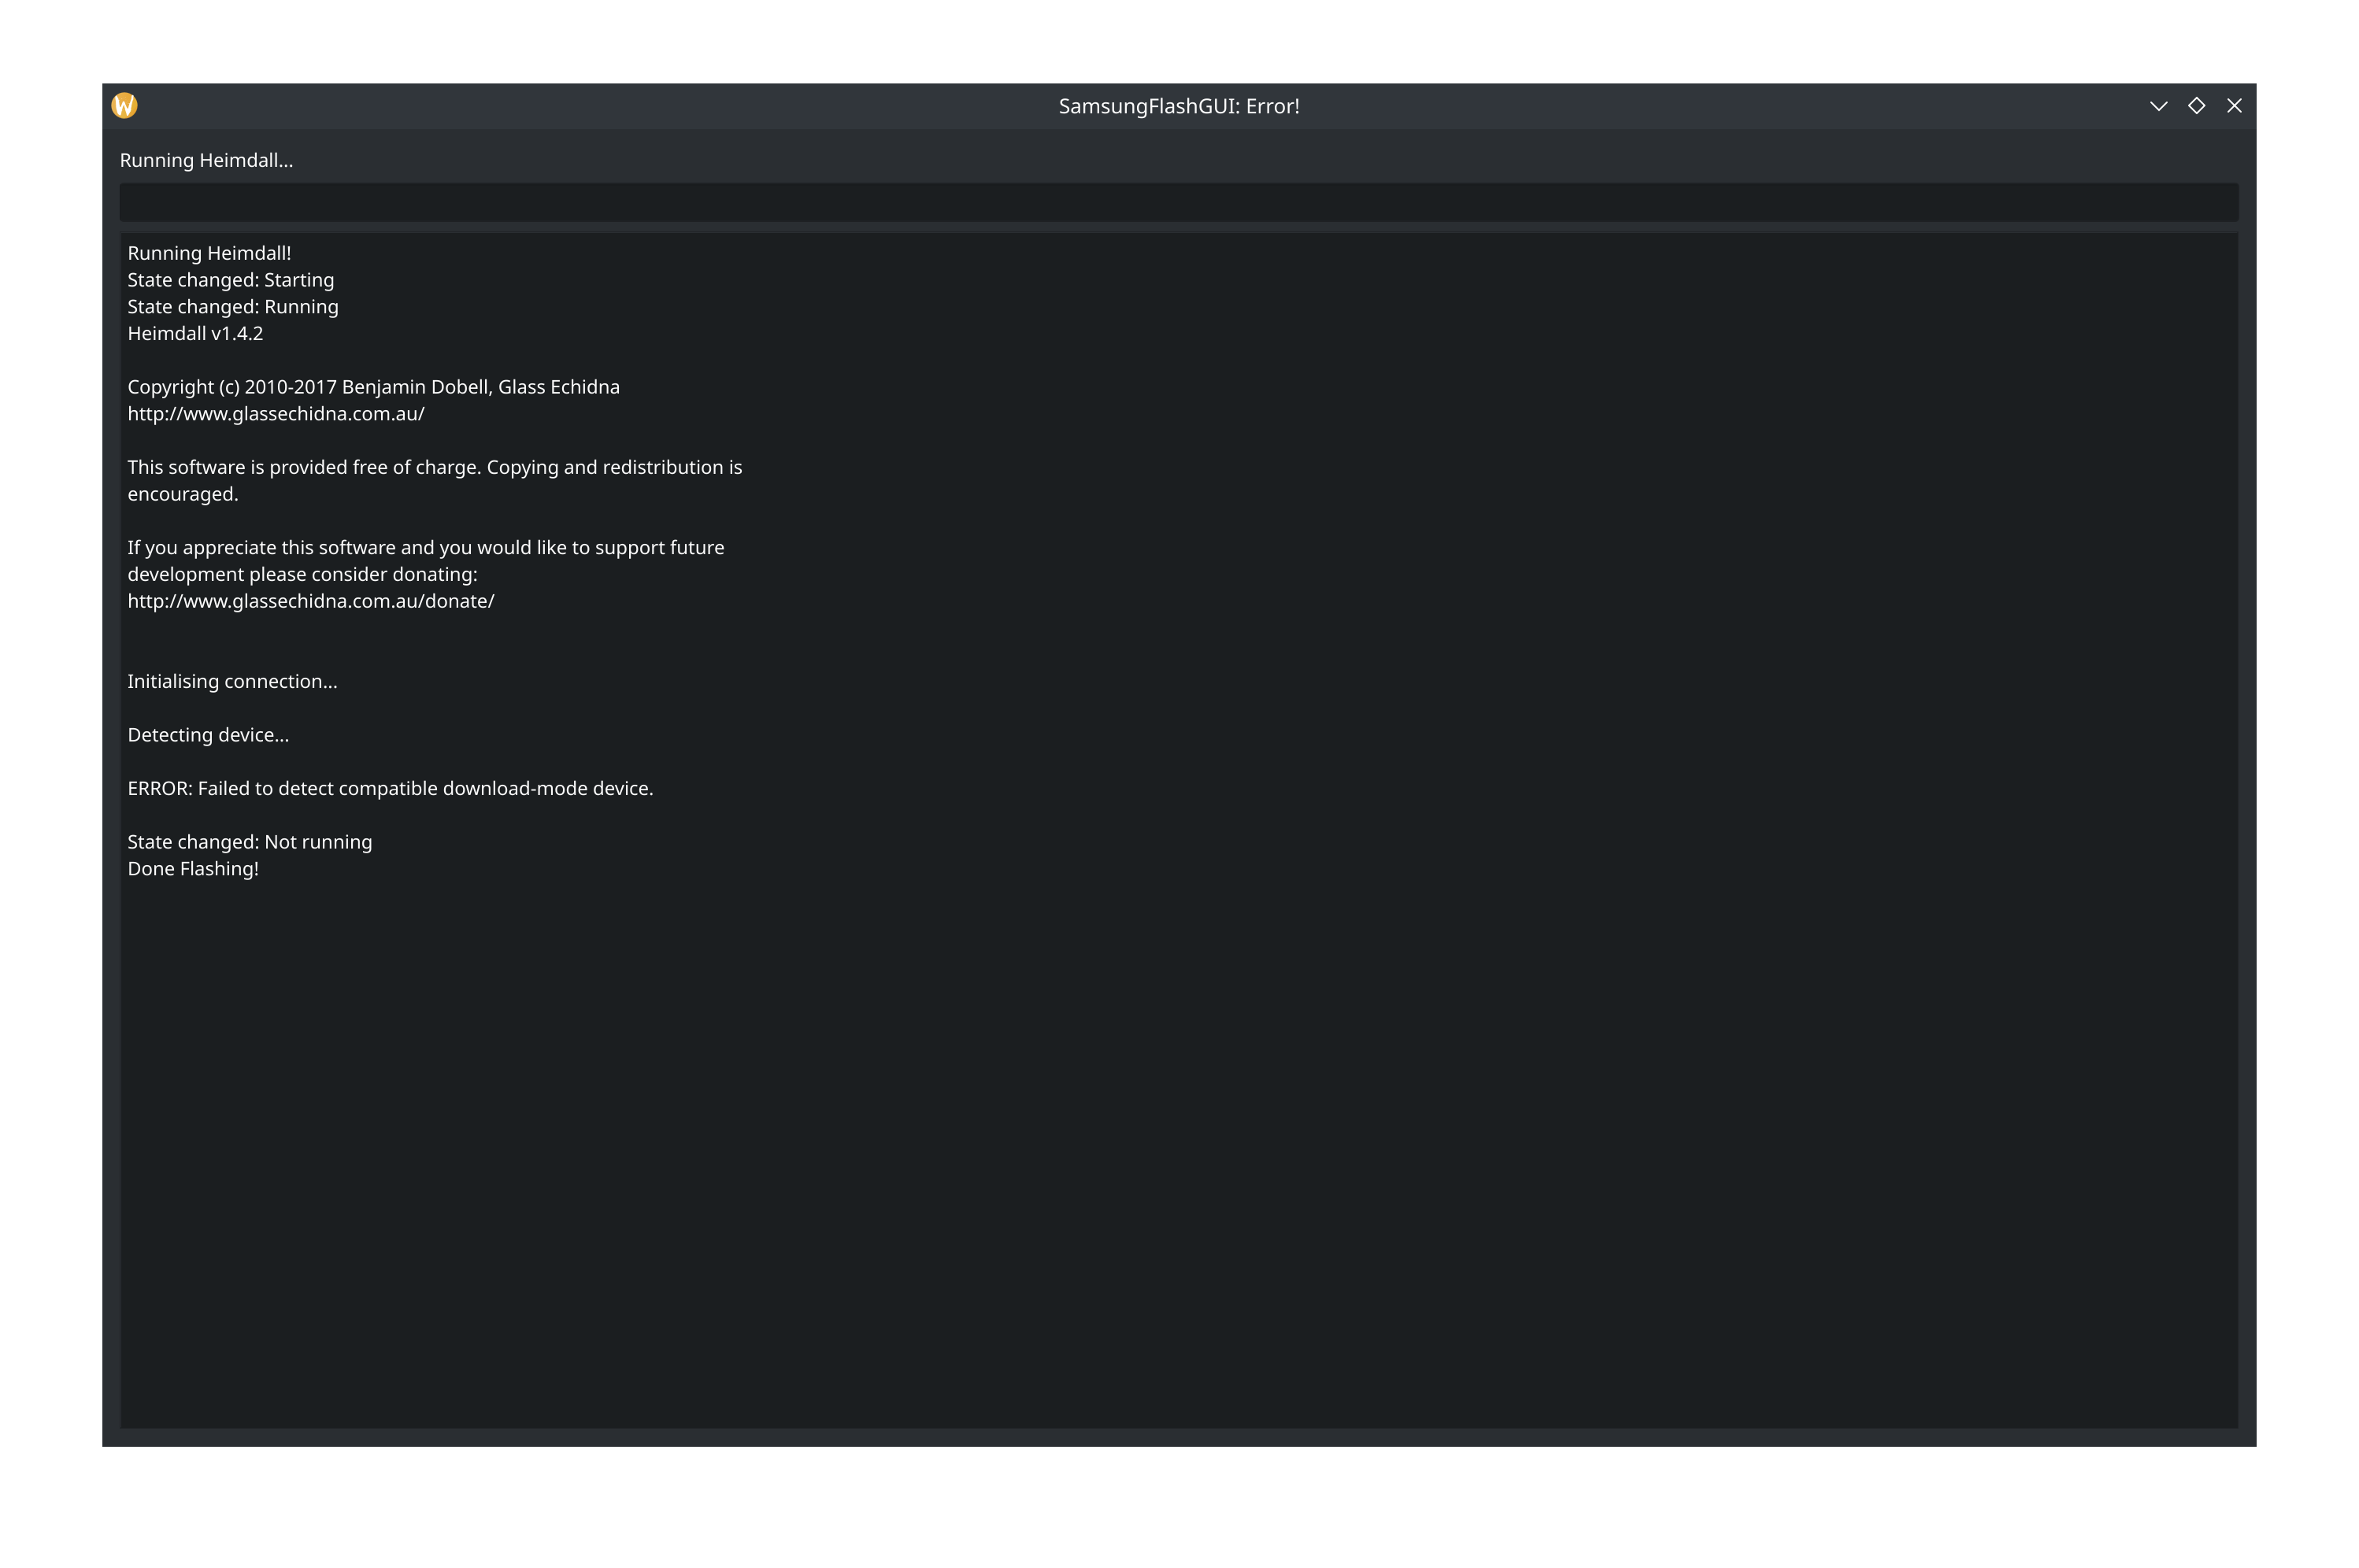 SamsungFlashGUI: Error!
Running Heimdall...
Running Heimdall!
State changed: Starting
State changed: Running
Heimdall v1.4.2
Copyright (c) 2010-2017 Benjamin Dobell, Glass Echidna
http://www.glassechidna.com.au/
This software is provided free of charge. Copying and redistribution is
encouraged.
If you appreciate this software and you would like to support future
development please consider donating:
http://www.glassechidna.com.au/donate/
Initialising connection...
Detecting device...
ERROR: Failed to detect compatible download-mode device.
State changed: Not running
Done Flashing!